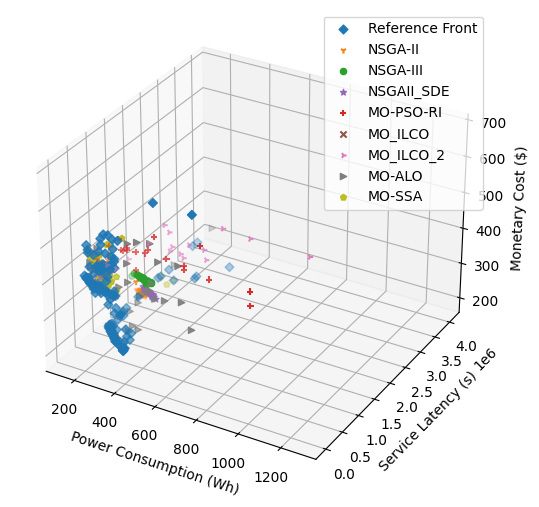 Reference Front
NSGA-II
NSGA-III
NSGAII_SDE
MO-PSO-RI
MO_ILCO
MO_ILCO_2
MO-ALO
MO-SSA
700
600
500
400
300
200
Monetary Cost ($)
4.0
3.5
3.0
2.5
2.0
1.5
1.0
0.5
0.0
1e6
Service Latency (s)
200
400
600
800
1000
1200
Power Consumption (Wh)